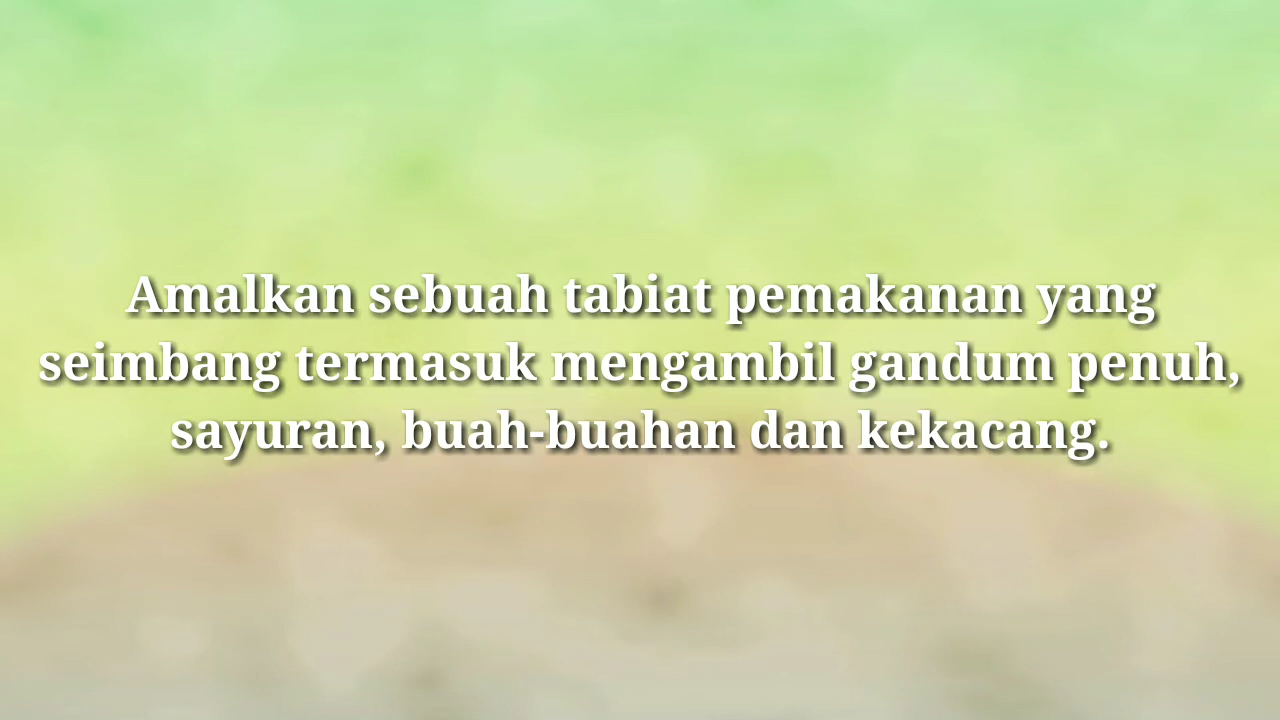 Amalkan sebuah tabiat pemakanan yang
seimbang termasuk mengambil gandum penuh,
sayuran, buah-buahan dan kekacang.